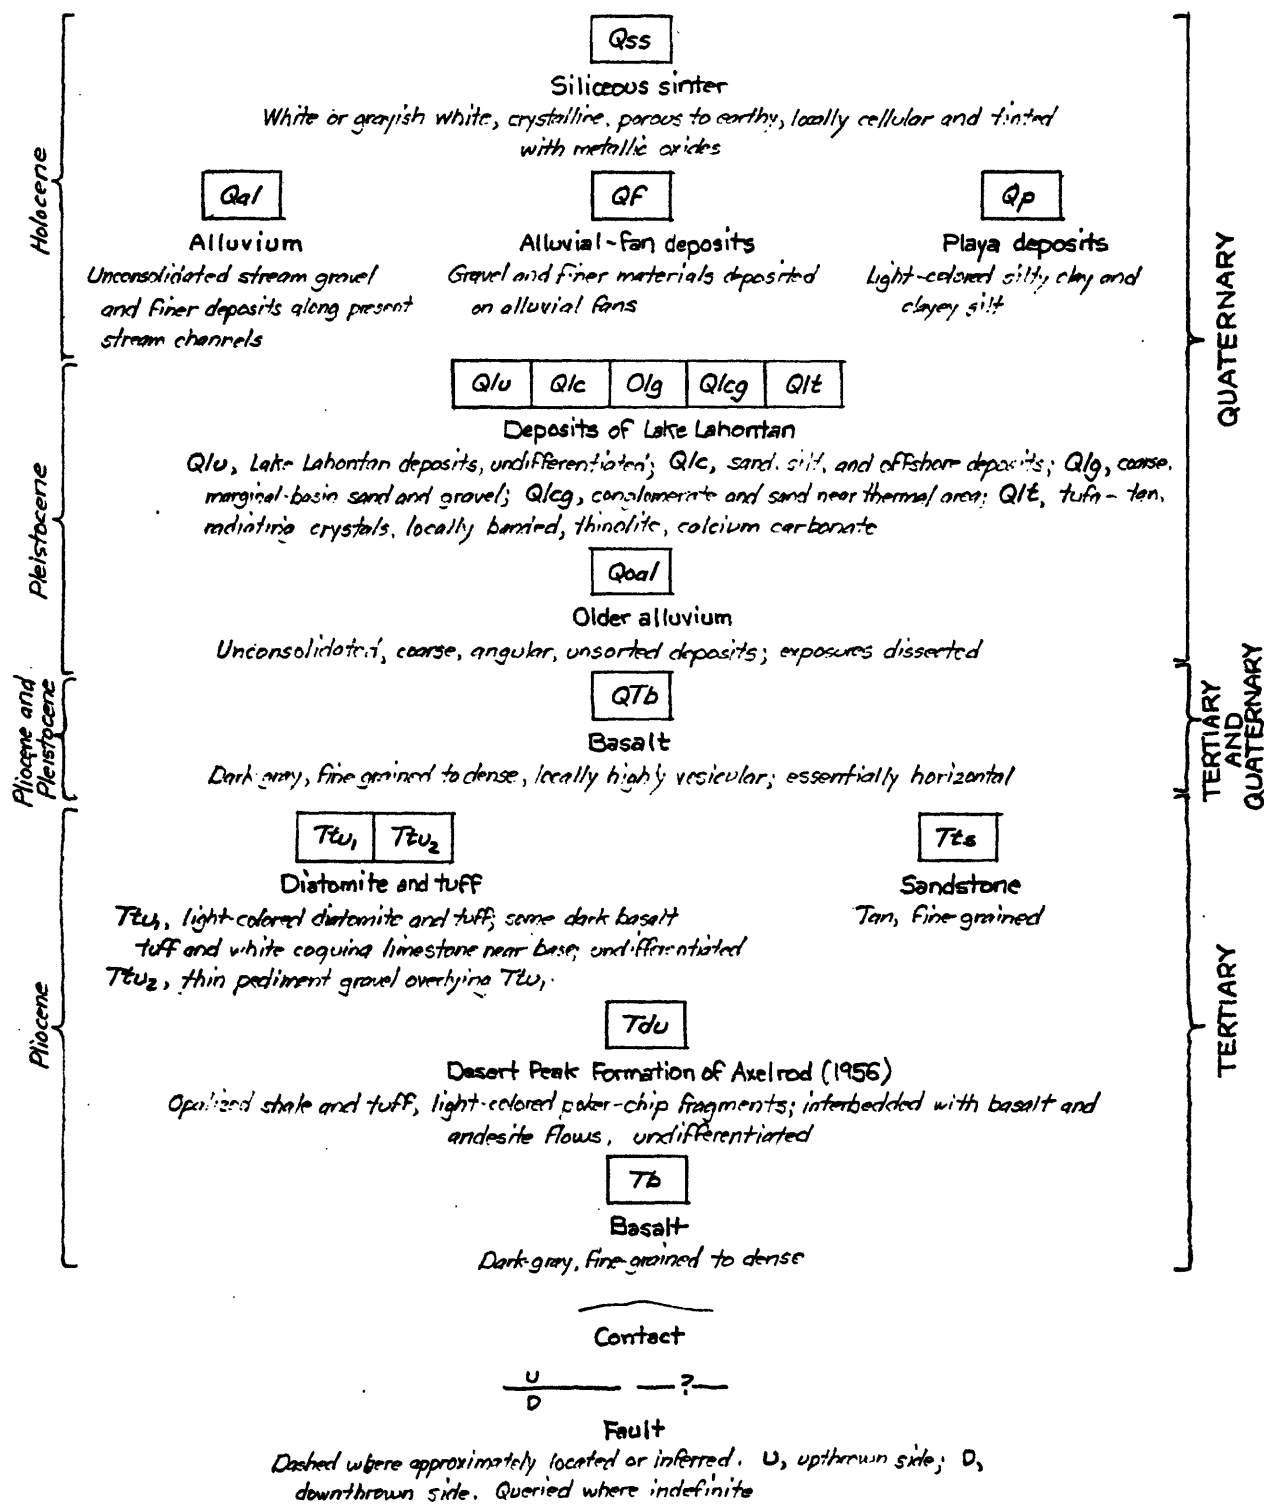 Qss
Siliceous sinter
White or grayish white, crystalline, porous to earthy, locally cellular and tinted
with metallic oxides
Holocene
Qal
Qf
Qp
Alluvium
Alluvial-fan deposits
Playa deposits
Unconsolidated stream gravel
and finer deposits along present
stream channels
Gravel and finer materials deposited
on alluvial fans
Light-colored silty clay and
clayey silt
QUATERNARY
Pleistocene
Qlu Qlc Olg Qlcg Qlt
Deposits of Lake Lahontan
Qlu, Lake Lahontan deposits, undifferentiated; Qlc, sand, silt, and offshore deposits; Qlg, coarse,
marginal-basin sand and gravel; Qlcg, conglomerate and sand near thermal area; Qlt, tufa - tan,
radiating crystals, locally banded, thinolite, calcium carbonate
Qoal
Older alluvium
Unconsolidated, coarse, angular, unsorted deposits; exposures dissected
Pliocene and
Pleistocene
QTb
Basalt
Dark-gray, fine grained to dense, locally highly vesicular; essentially horizontal
TERTIARY
AND
QUATERNARY
Pliocene
Ttu₁ Ttu₂
Tts
Diatomite and tuff
Sandstone
Ttu₁, light-colored diatomite and tuff; some dark basalt
tuff and white coquina limestone near base; undifferentiated
Ttu₂, thin pediment gravel overlying Ttu₁.
Tan, fine grained
TERTIARY
Tdu
Desert Peak Formation of Axelrod (1956)
Opalized shale and tuff, light-colored poker-chip fragments; interbedded with basalt and
andesite flows, undifferentiated
Tb
Basalt
Dark-gray, fine-grained to dense
Contact
U
D
?
Fault
Dashed where approximately located or inferred. U, upthrown side; D,
downthrown side. Queried where indefinite